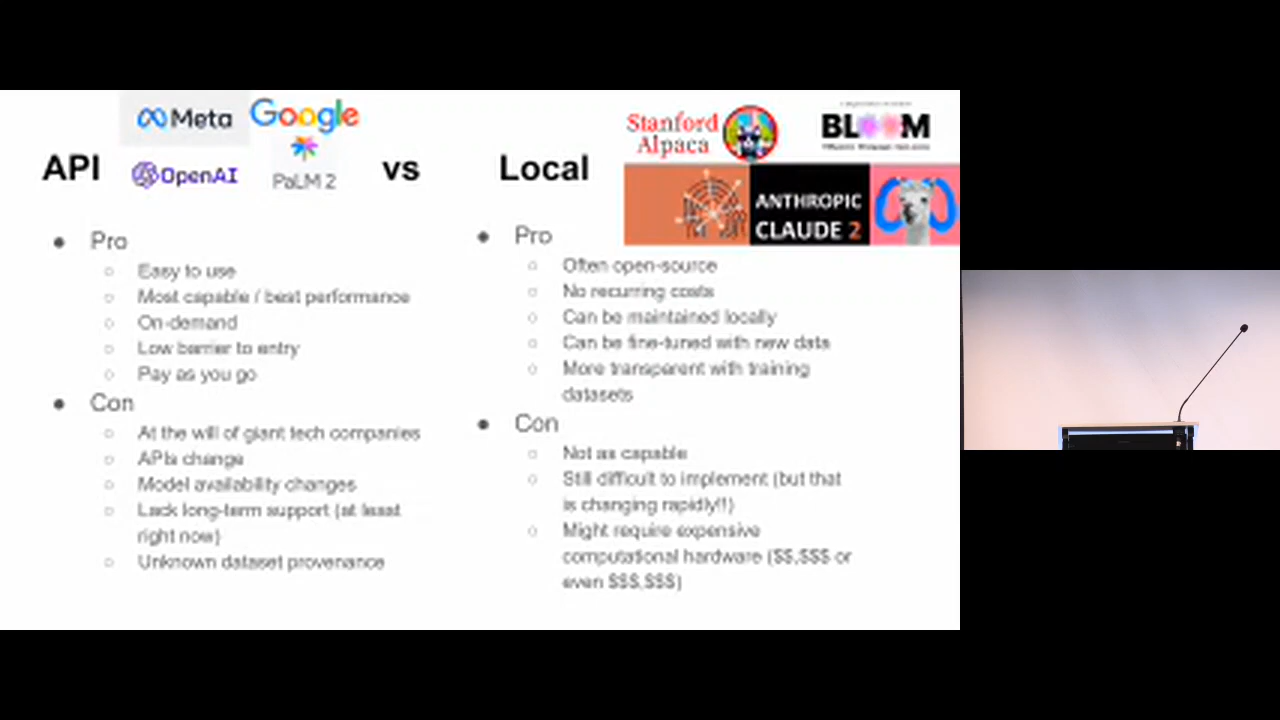 Meta
Google
OpenAI
PaLM 2
API
vs
Pro
Easy to use
Most capable / best performance
On-demand
Low barrier to entry
Pay as you go
Con
At the will of giant tech companies
APIs change
Model availability changes
Lack long-term support (at least
right now)
Unknown dataset provenance
Local
Stanford
Alpaca
BLOOM
ANTHROPIC
CLAUDE 2
Pro
Often open-source
No recurring costs
Can be maintained locally
Can be fine-tuned with new data
More transparent with training
datasets
Con
Not as capable
Still difficult to implement (but that
is changing rapidly!!)
Might require expensive
computational hardware ($$,$$$ or
even $$$,$$$)